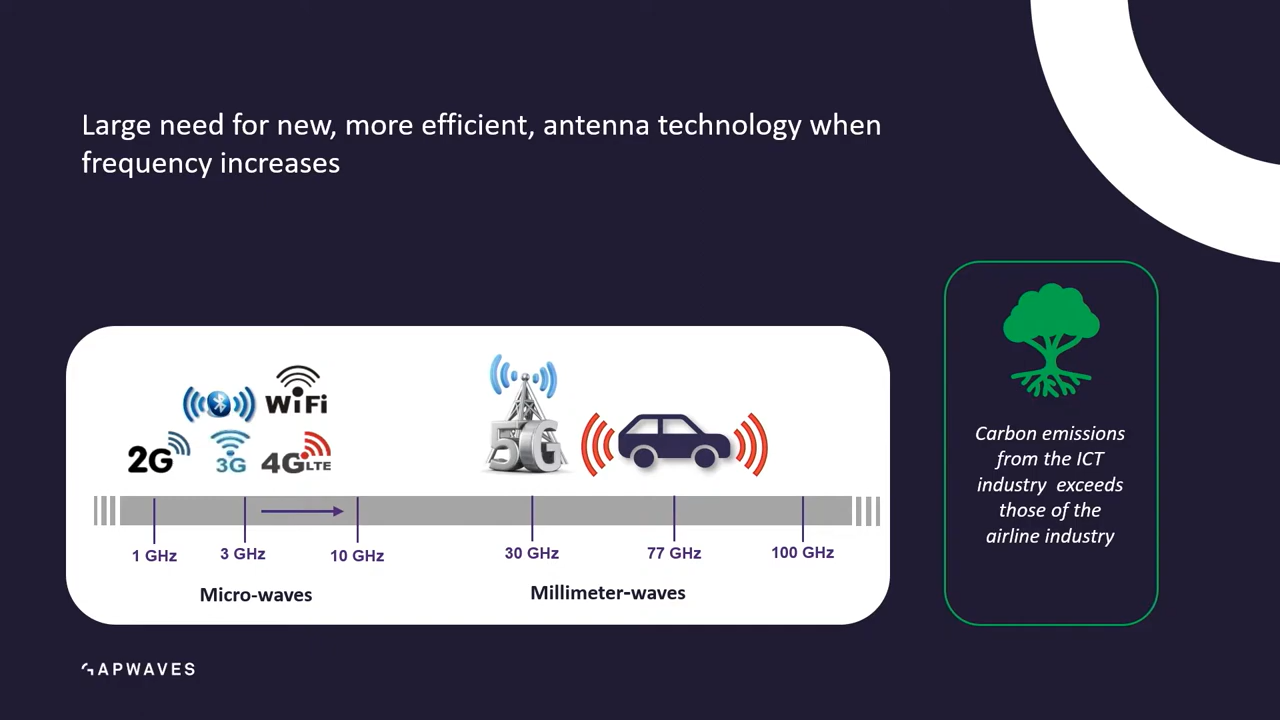 Large need for new, more efficient, antenna technology when
frequency increases
WiFi
2G
3G
4G LTE
5G
1 GHz
3 GHz
10 GHz
30 GHz
77 GHz
100 GHz
Micro-waves
Millimeter-waves
Carbon emissions
from the ICT
industry exceeds
those of the
airline industry
GAPWAVES